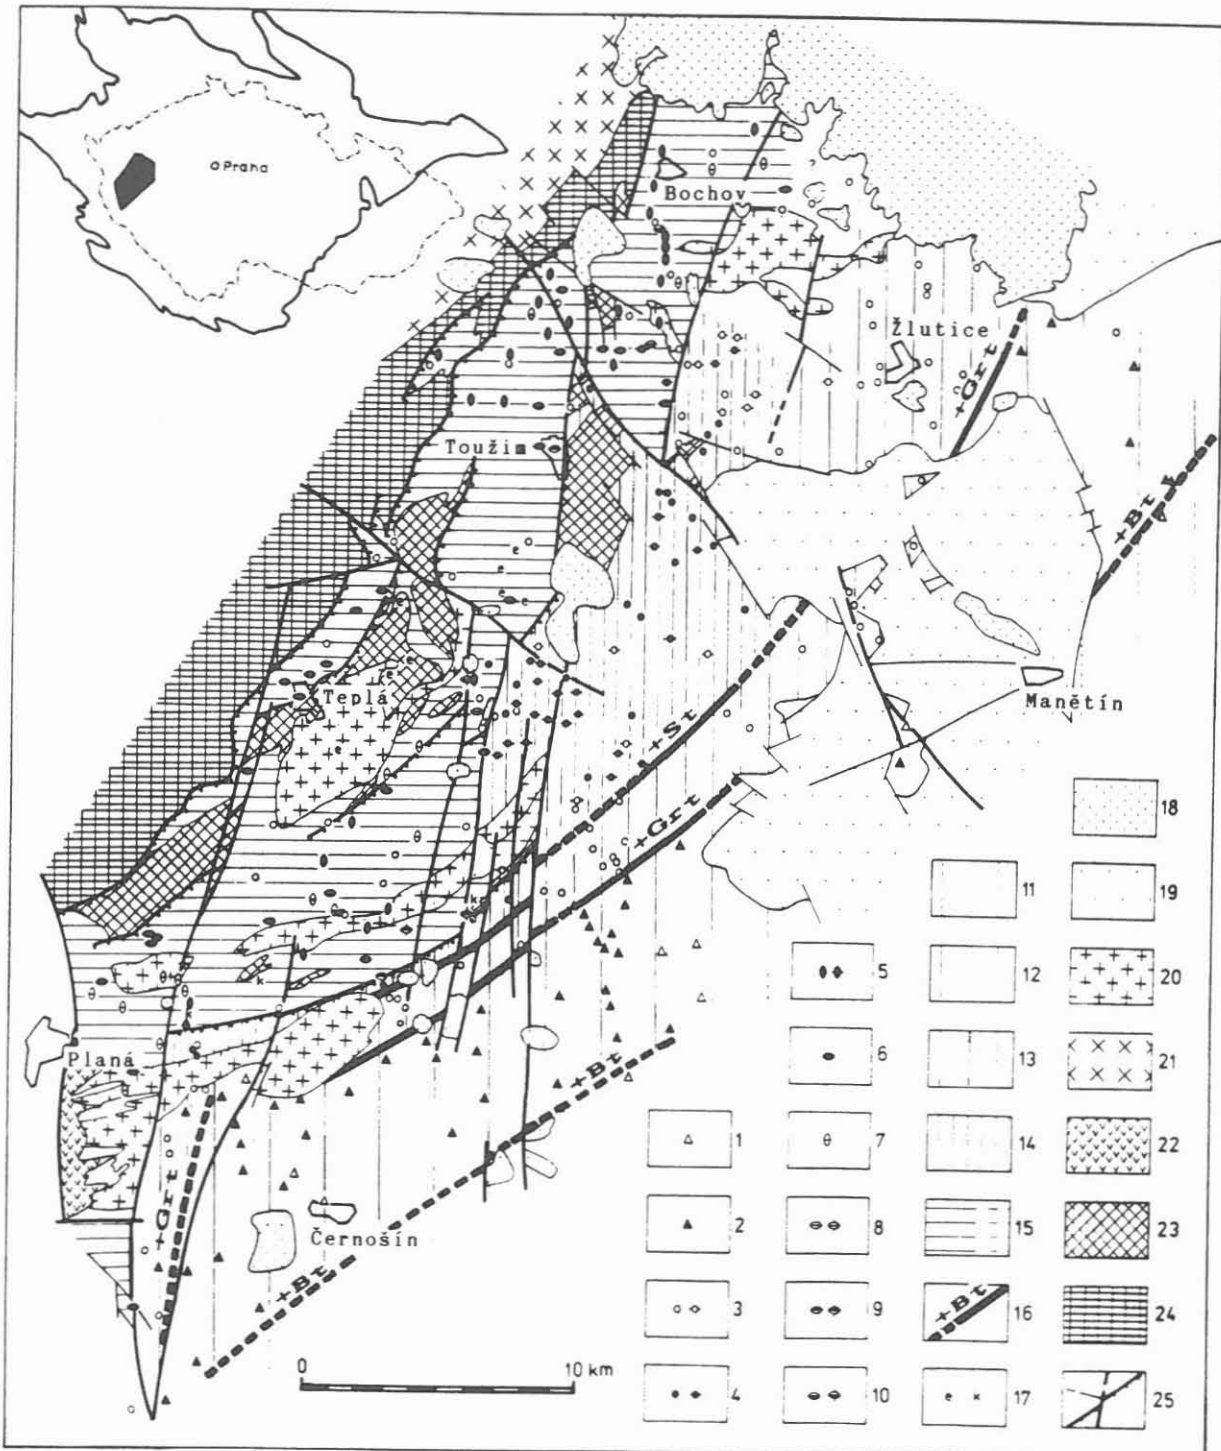 Praha
Bochov
Žlutice
+Grt
Toužim
+Bt
e
e
e
e
e
Teplá
e
Manětín
+St
+Grt
k
Planá
+Bt
+Grt
Černošín
+Bt
0 10 km
18
11 19
5 12 20
6 13 21
1 7 14 22
2 8 15 23
3 9 +Bt 16 24
4 10 e k 17 25